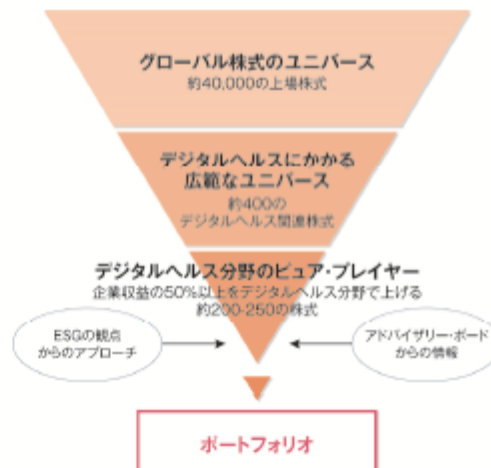 グローバル株式のユニバース
約40,000の上場株式
デジタルヘルスにかかる
広範なユニバース
約400の
デジタルヘルス関連株式
デジタルヘルス分野のピュア・プレイヤー
企業収益の50%以上をデジタルヘルス分野で上げる
約200-250の株式
ESGの観点
からのアプローチ
アドバイザリー・ボード
からの情報
ポートフォリオ